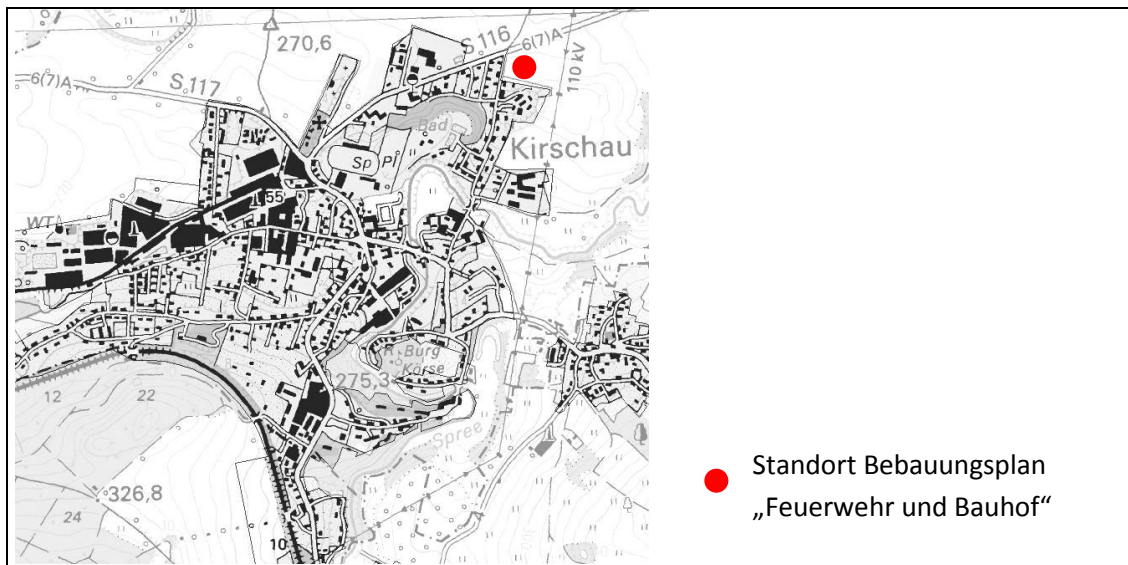 270,6
S 116
6(7)A
110 kV
6(7)A
S 117
Bad
Kirschau
Sp Pl
WT
55
R Burg
Körse
275,3
12
22
Spree
326,8
24
10
Standort Bebauungsplan
„Feuerwehr und Bauhof“